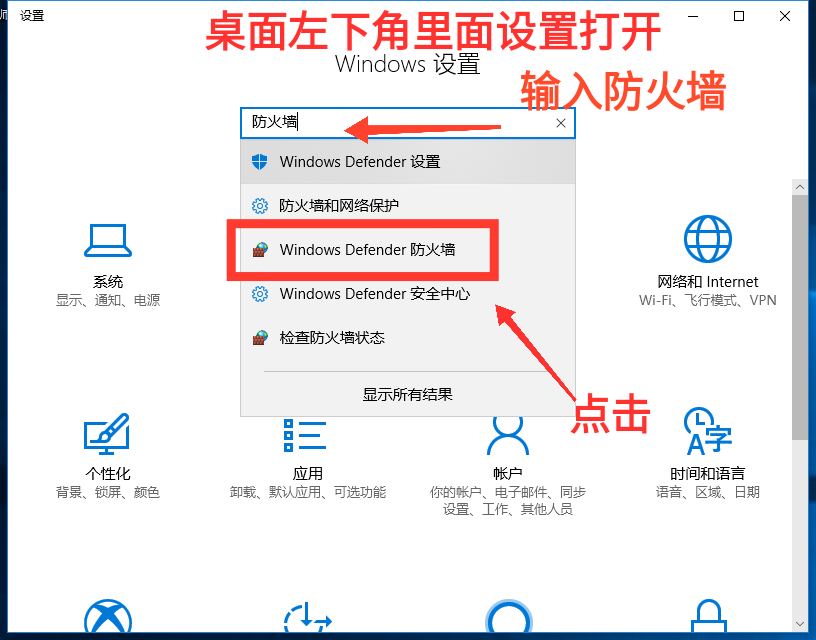 设置
桌面左下角里面设置打开
Windows 设置
输入防火墙
防火墙
Windows Defender 设置
防火墙和网络保护
Windows Defender 防火墙
Windows Defender 安全中心
检查防火墙状态
显示所有结果
点击
系统
显示、通知、电源
网络和 Internet
Wi-Fi、飞行模式、VPN
个性化
背景、锁屏、颜色
应用
卸载、默认应用、可选功能
帐户
你的帐户、电子邮件、同步
设置、工作、其他人员
时间和语言
语音、区域、日期